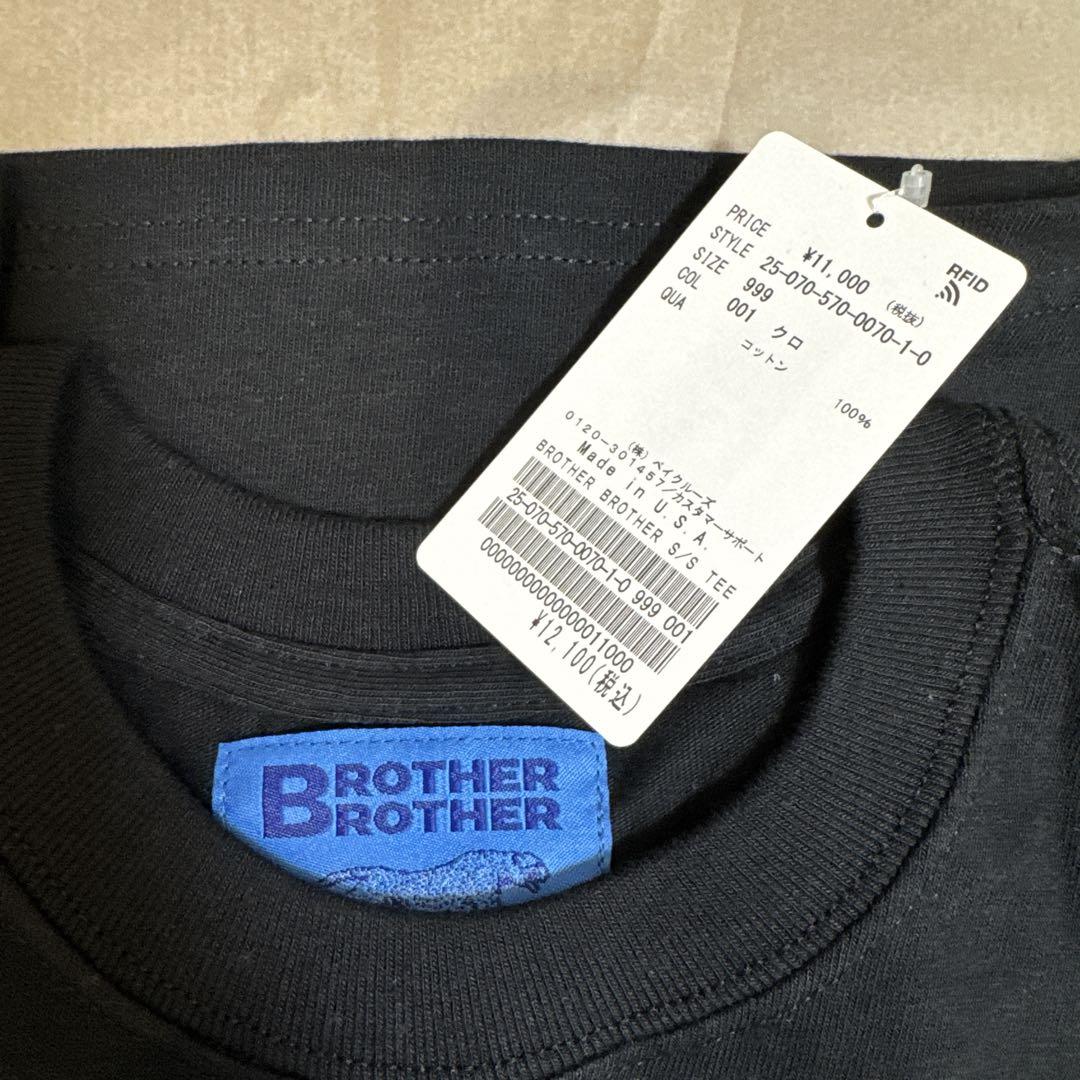 RFID
PRICE ¥11,000 (税抜)
STYLE 25-070-570-0070-1-0
SIZE 999
COL 001 クロ
QUA コットン 100%
(株)ベイクルーズ
0120-301457/カスタマーサポート
Made in U.S.A.
BROTHER BROTHER S/S TEE
25-070-570-0070-1-0 999 001
0000000000000011000
¥12,100(税込)
BROTHER
BROTHER